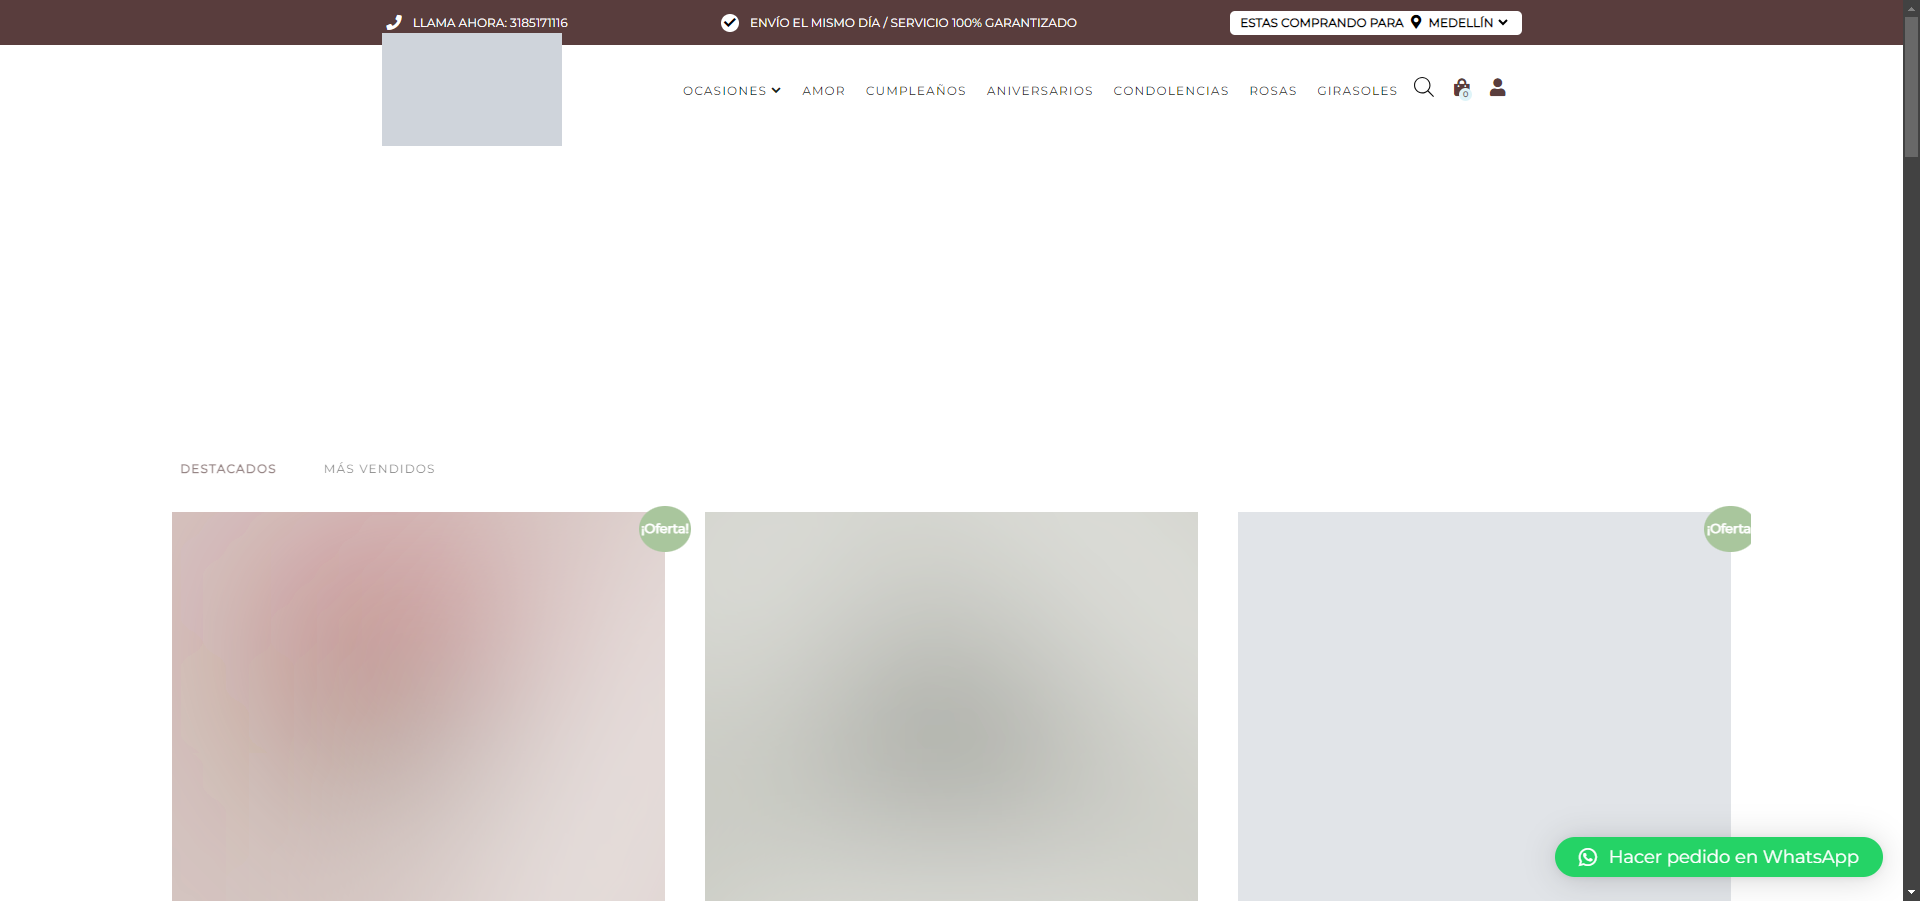 LLAMA AHORA: 3185171116
ENVÍO EL MISMO DÍA / SERVICIO 100% GARANTIZADO
ESTAS COMPRANDO PARA MEDELLÍN
OCASIONES AMOR CUMPLEAÑOS ANIVERSARIOS CONDOLENCIAS ROSAS GIRASOLES
0
DESTACADOS MÁS VENDIDOS
¡Oferta!
¡Oferta
Hacer pedido en WhatsApp